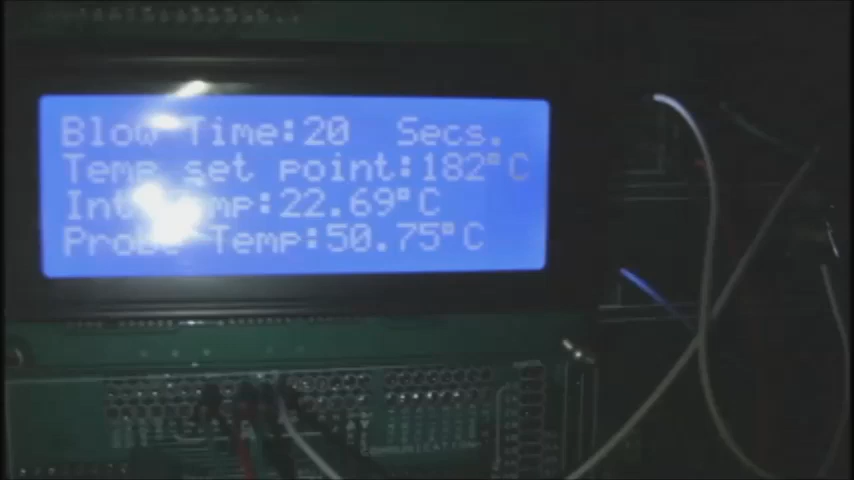 Blow Time:20 Secs.
Temp set point:182°C
Int Temp:22.69°C
Probe Temp:50.75°C